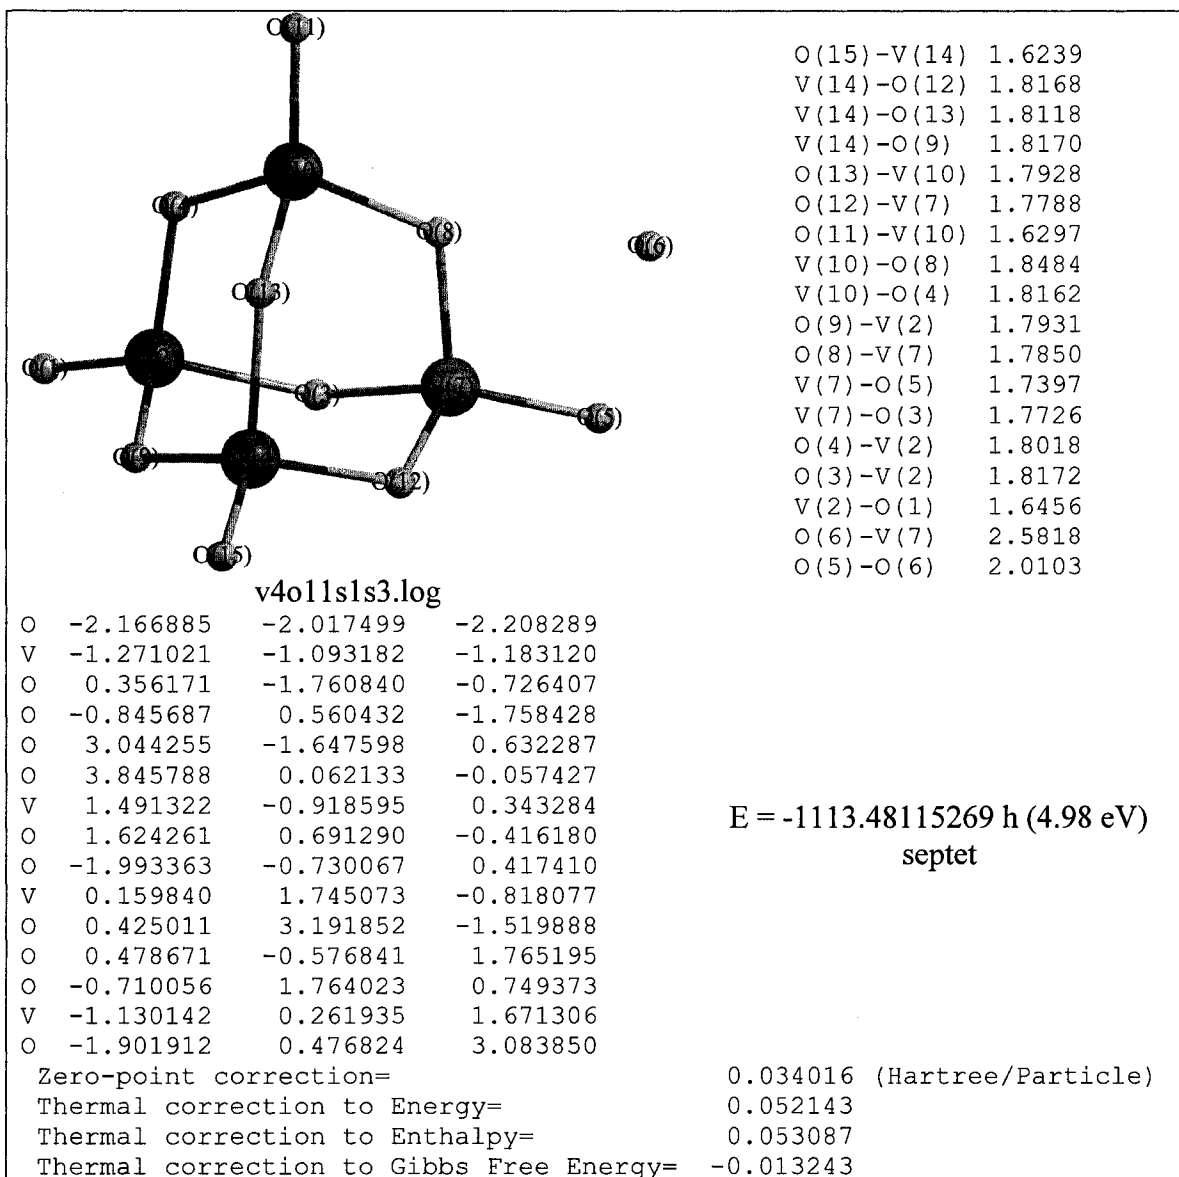 O(11)
O(15)-V(14) 1.6239
V(14)-O(12) 1.8168
V(14)-O(13) 1.8118
V(14)-O(9) 1.8170
O(13)-V(10) 1.7928
O(12)-V(7) 1.7788
O(11)-V(10) 1.6297
V(10)-O(8) 1.8484
V(10)-O(4) 1.8162
O(9)-V(2) 1.7931
O(8)-V(7) 1.7850
V(7)-O(5) 1.7397
V(7)-O(3) 1.7726
O(4)-V(2) 1.8018
O(3)-V(2) 1.8172
V(2)-O(1) 1.6456
O(6)-V(7) 2.5818
O(5)-O(6) 2.0103
O(8)
O(6)
O(13)
O(3)
O(5)
O(12)
O(15)
v4o11s1s3.log
O -2.166885 -2.017499 -2.208289
V -1.271021 -1.093182 -1.183120
O 0.356171 -1.760840 -0.726407
O -0.845687 0.560432 -1.758428
O 3.044255 -1.647598 0.632287
O 3.845788 0.062133 -0.057427
V 1.491322 -0.918595 0.343284
O 1.624261 0.691290 -0.416180
O -1.993363 -0.730067 0.417410
V 0.159840 1.745073 -0.818077
O 0.425011 3.191852 -1.519888
O 0.478671 -0.576841 1.765195
O -0.710056 1.764023 0.749373
V -1.130142 0.261935 1.671306
O -1.901912 0.476824 3.083850
E = -1113.48115269 h (4.98 eV)
septet
Zero-point correction= 0.034016 (Hartree/Particle)
Thermal correction to Energy= 0.052143
Thermal correction to Enthalpy= 0.053087
Thermal correction to Gibbs Free Energy= -0.013243